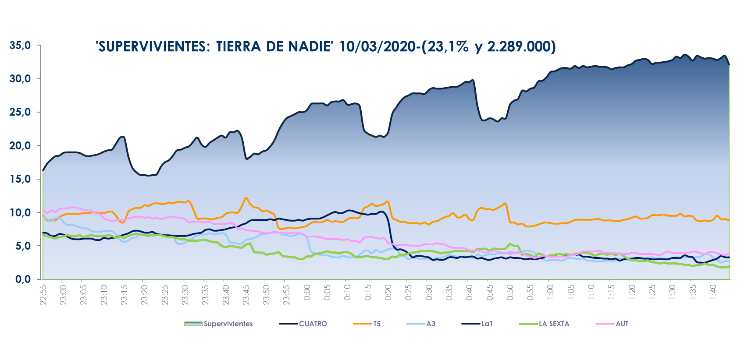 'SUPERVIVIENTES: TIERRA DE NADIE' 10/03/2020-(23,1% y 2.289.000)
35,0
30,0
25,0
20,0
15,0
10,0
5,0
0,0
22:55 23:00 23:05 23:10 23:15 23:20 23:25 23:30 23:35 23:40 23:45 23:50 23:55 0:00 0:05 0:10 0:15 0:20 0:25 0:30 0:35 0:40 0:45 0:50 0:55 1:00 1:05 1:10 1:15 1:20 1:25 1:30 1:35 1:40
Supervivientes CUATRO T5 A3 La1 LA SEXTA AUT